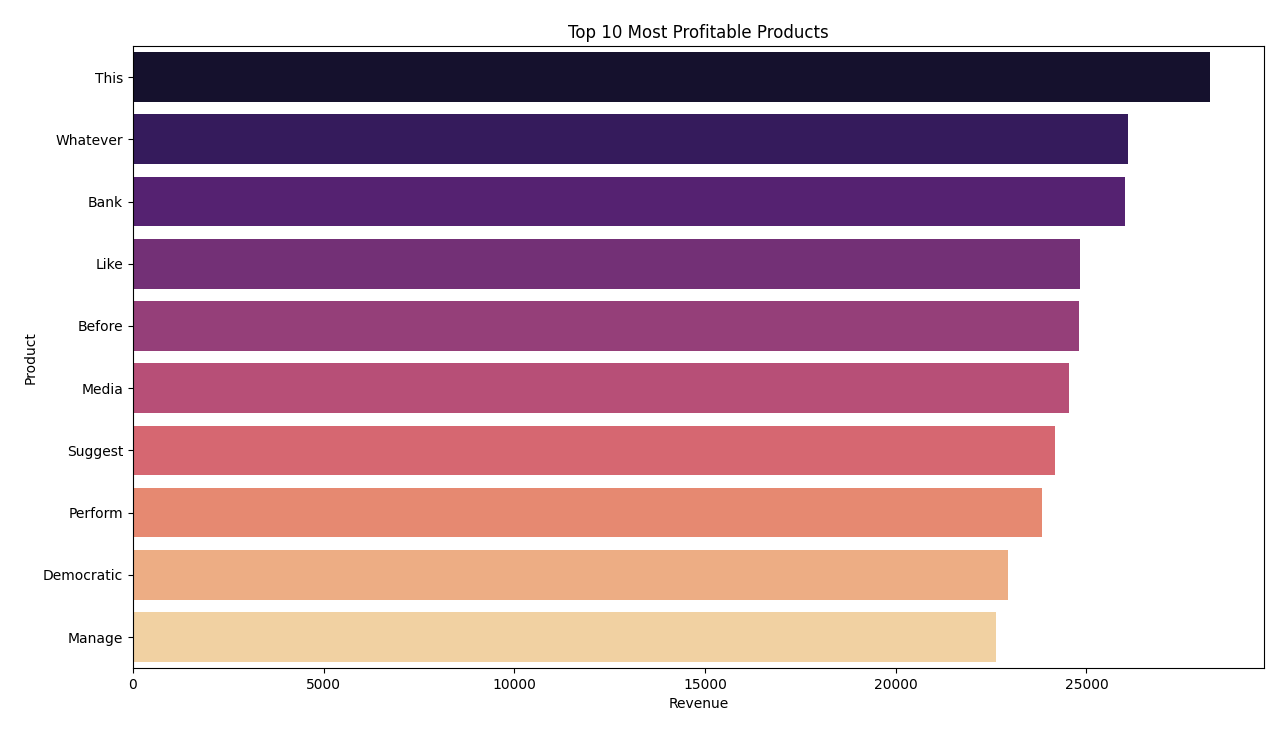 Top 10 Most Profitable Products
Product
This
Whatever
Bank
Like
Before
Media
Suggest
Perform
Democratic
Manage
0 5000 10000 15000 20000 25000
Revenue